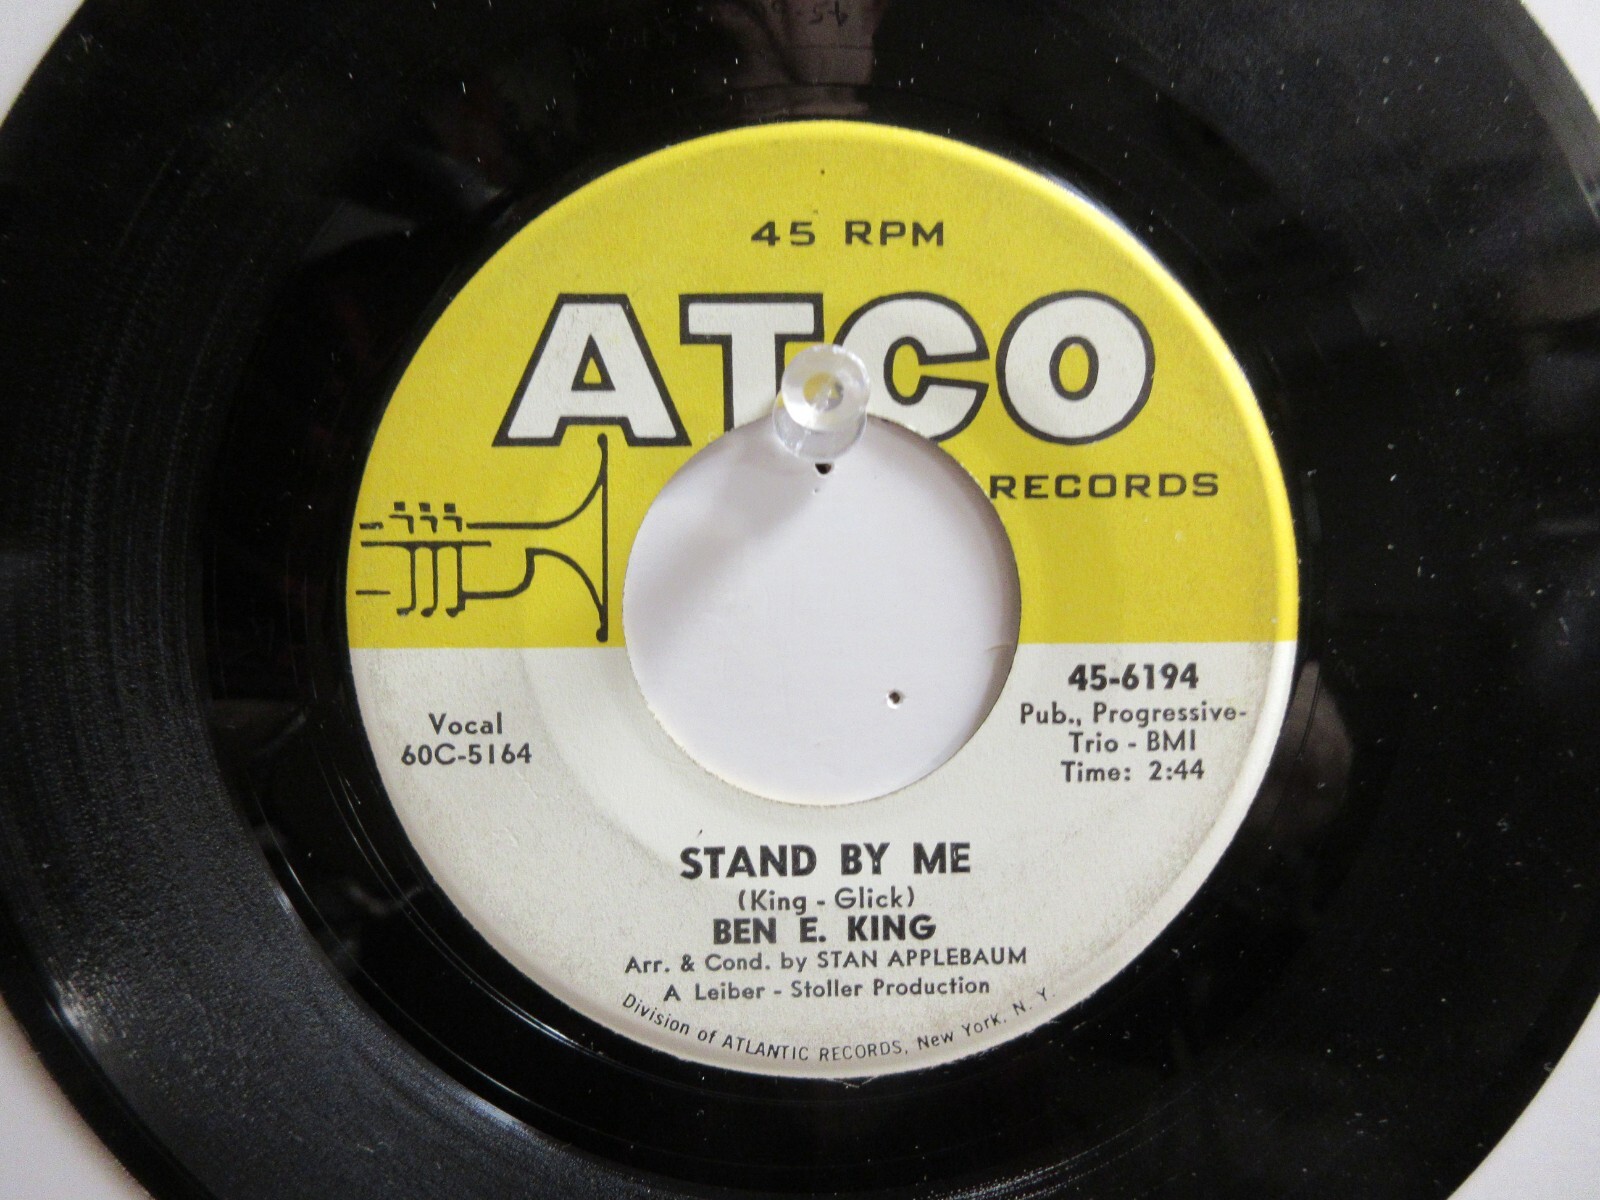 45 RPM
ATCO
RECORDS
45-6194
Pub., Progressive-
Trio - BMI
Time: 2:44
Vocal
60C-5164
STAND BY ME
(King - Glick)
BEN E. KING
Arr. & Cond. by STAN APPLEBAUM
A Leiber - Stoller Production
Division of ATLANTIC RECORDS, New York, N. Y.